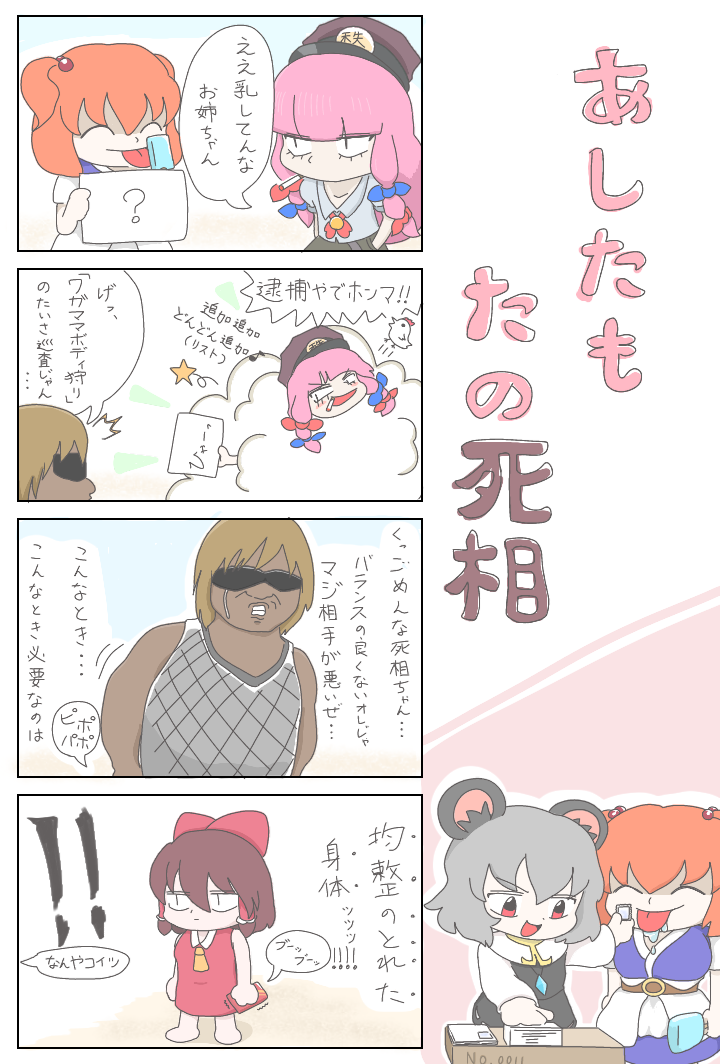 あしたも
たの死相
秩
ええ乳してんな
お姉ちゃん
?
逮捕やでホンマ!!
追加追加
どんどん追加
(リスト)
げっ、
「ワガママボディ狩り」
のたいさ巡査じゃん
…
くっごめんな死相ちゃん…
バランスの良くないオレじゃ
マジ相手が悪いぜ…
こんなとき…
ピポ
パポ
こんなとき必要なのは
均整のとれた
身体ッッッ!!!!
ブーッ
ブーッ
!!
なんやコイツ
No.0011